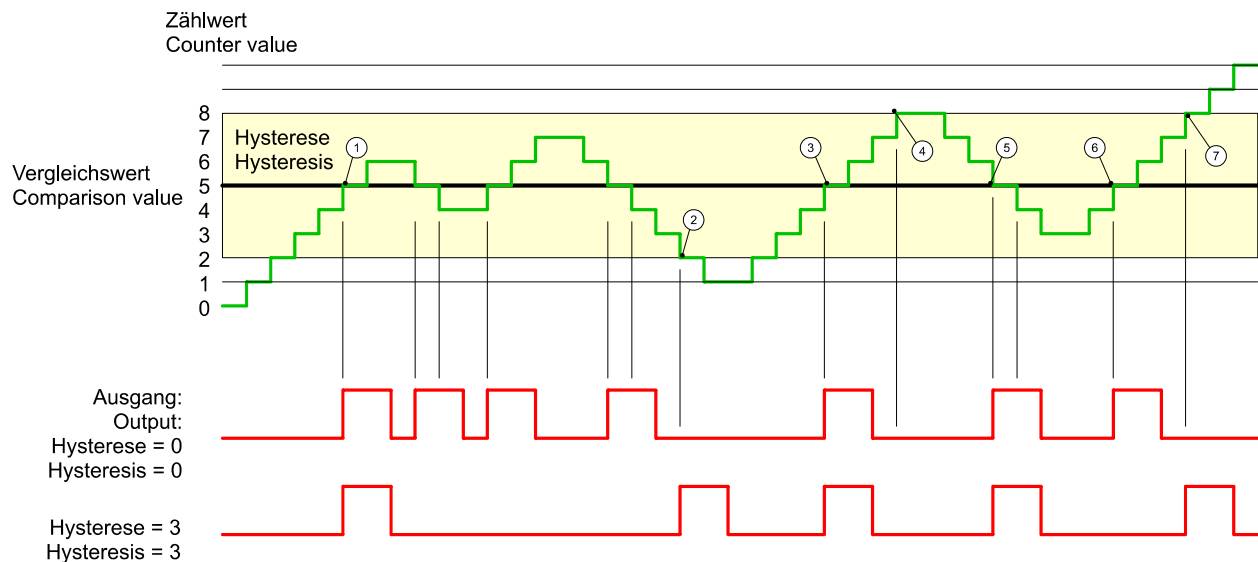 Zählwert
Counter value
8
7
6
5
4
3
2
1
0
Hysterese
Hysteresis
Vergleichswert
Comparison value
1
2
3
4
5
6
7
Ausgang:
Output:
Hysterese = 0
Hysteresis = 0
Hysterese = 3
Hysteresis = 3